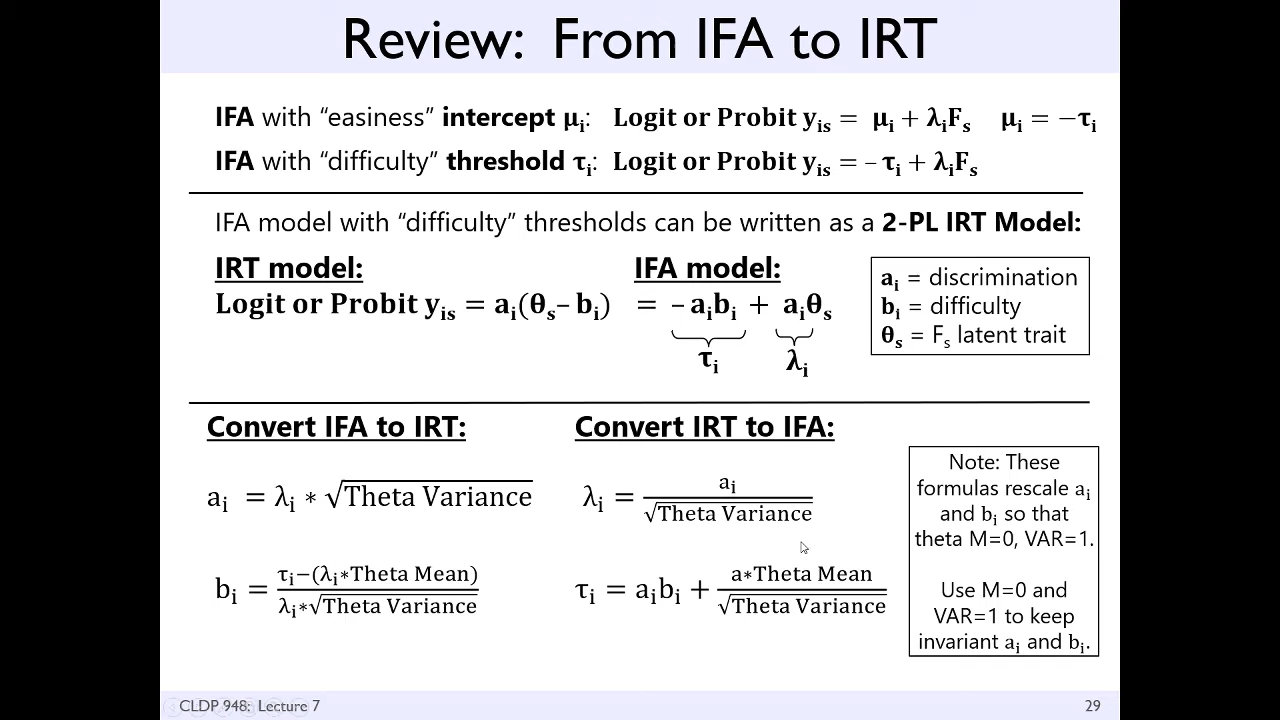 Review: From IFA to IRT
IFA with “easiness” intercept μᵢ: Logit or Probit yᵢₛ = μᵢ + λᵢFₛ μᵢ = −τᵢ
IFA with “difficulty” threshold τᵢ: Logit or Probit yᵢₛ = – τᵢ + λᵢFₛ
IFA model with “difficulty” thresholds can be written as a 2-PL IRT Model:
IRT model: IFA model:
Logit or Probit yᵢₛ = aᵢ(θₛ– bᵢ) = – aᵢbᵢ + aᵢθₛ
τᵢ λᵢ
aᵢ = discrimination
bᵢ = difficulty
θₛ = Fₛ latent trait
Convert IFA to IRT: Convert IRT to IFA:
aᵢ = λᵢ ∗ √Theta Variance λᵢ = aᵢ / √Theta Variance
bᵢ = τᵢ−(λᵢ∗Theta Mean) / λᵢ∗√Theta Variance τᵢ = aᵢbᵢ + a∗Theta Mean / √Theta Variance
Note: These
formulas rescale aᵢ
and bᵢ so that
theta M=0, VAR=1.
Use M=0 and
VAR=1 to keep
invariant aᵢ and bᵢ.
CLDP 948: Lecture 7 29